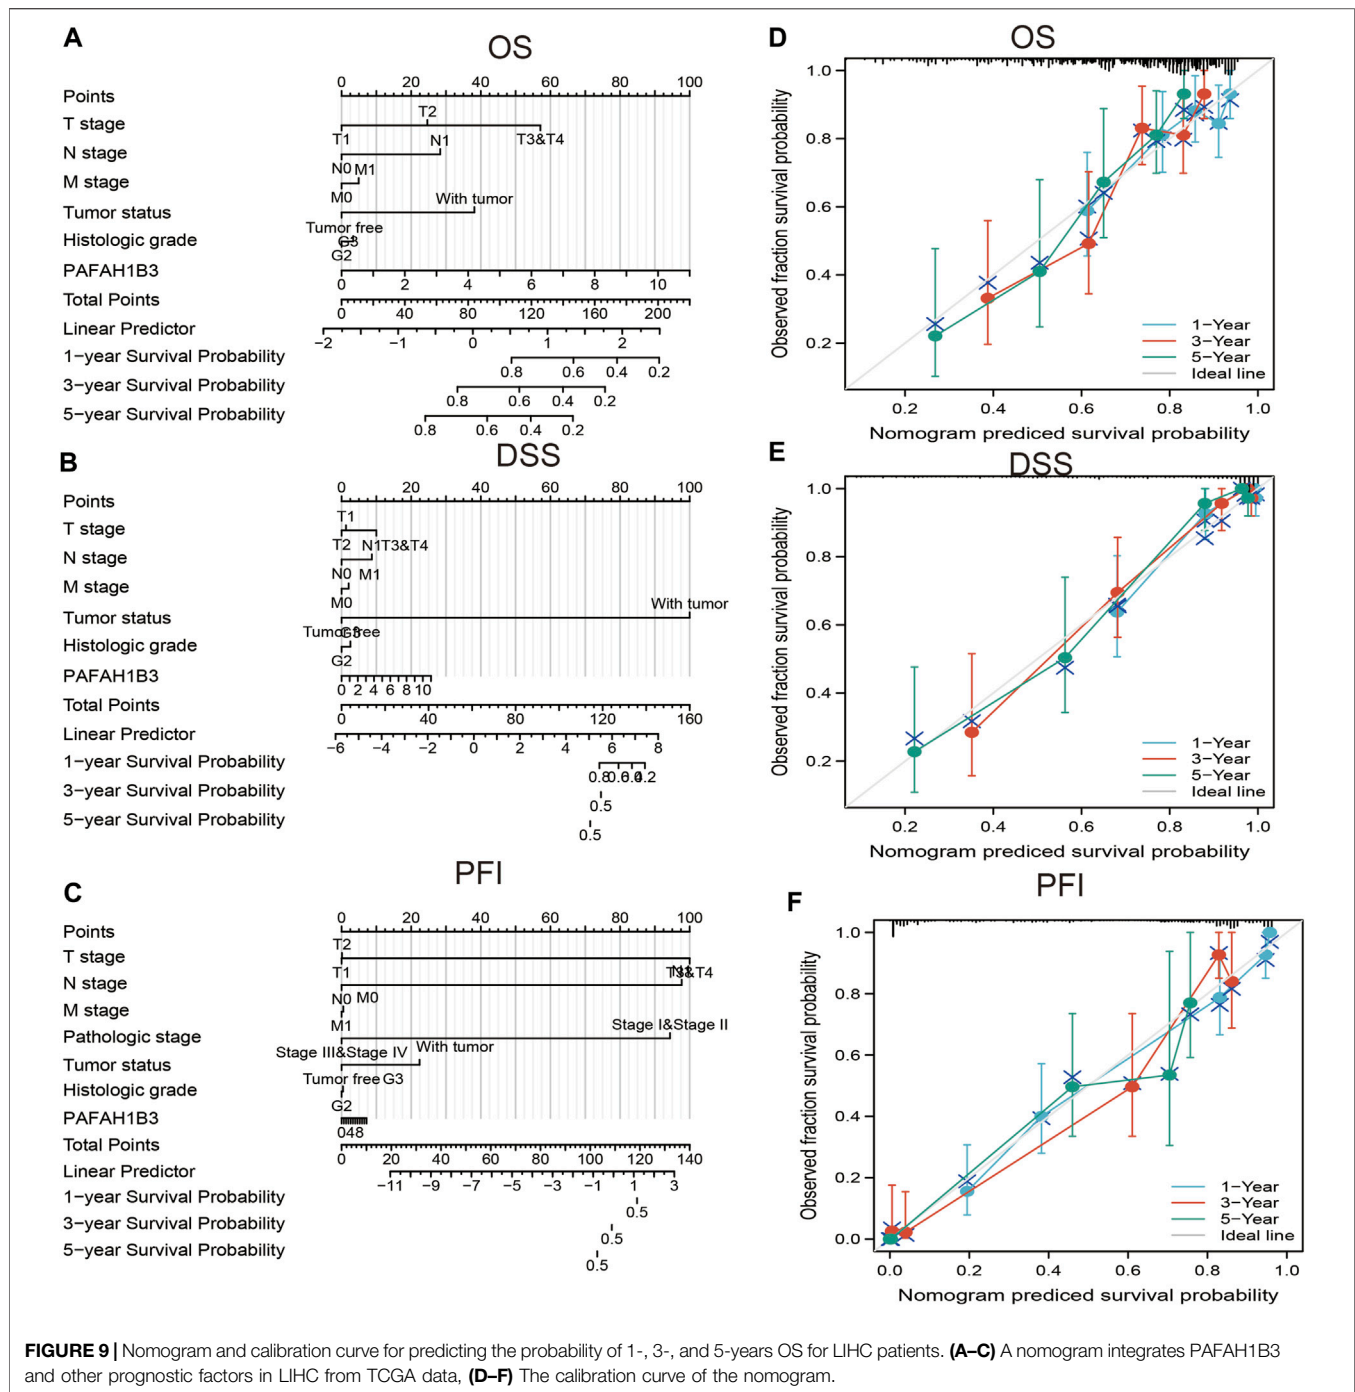 A
OS
Points
0 20 40 60 80 100
T stage
T2
T1 T3&T4
N stage
N1
N0
M stage
M1
M0
Tumor status
With tumor
Tumor free
Histologic grade
G3
G2
PAFAH1B3
0 2 4 6 8 10
Total Points
0 20 40 60 80 100 120 140 160 180 200
Linear Predictor
−2 −1 0 1 2
1−year Survival Probability
0.8 0.6 0.4 0.2
3−year Survival Probability
0.8 0.6 0.4 0.2
5−year Survival Probability
0.8 0.6 0.4 0.2
B
DSS
Points
0 20 40 60 80 100
T stage
T1
T2 T3&T4
N stage
N1
N0
M stage
M1
M0
Tumor status
With tumor
Tumor free
Histologic grade
G3
G2
PAFAH1B3
0 2 4 6 8 10
Total Points
0 40 80 120 160
Linear Predictor
−6 −4 −2 0 2 4 6 8
1−year Survival Probability
0.8 0.6 0.4 0.2
3−year Survival Probability
0.5
5−year Survival Probability
0.5
C
PFI
Points
0 20 40 60 80 100
T stage
T2
T1 T3&T4
N stage
N1
N0
M stage
M0
M1
Pathologic stage
Stage I&Stage II
Stage III&Stage IV
Tumor status
With tumor
Tumor free
Histologic grade
G3
G2
PAFAH1B3
0 4 8
Total Points
0 20 40 60 80 100 120 140
Linear Predictor
−11 −9 −7 −5 −3 −1 1 3
1−year Survival Probability
0.5
3−year Survival Probability
0.5
5−year Survival Probability
0.5
D
OS
Observed fraction survival probability
1.0
0.8
0.6
0.4
0.2
1−Year
3−Year
5−Year
Ideal line
0.2 0.4 0.6 0.8 1.0
Nomogram prediced survival probability
E
DSS
Observed fraction survival probability
1.0
0.8
0.6
0.4
0.2
1−Year
3−Year
5−Year
Ideal line
0.2 0.4 0.6 0.8 1.0
Nomogram prediced survival probability
F
PFI
Observed fraction survival probability
1.0
0.8
0.6
0.4
0.2
0.0
1−Year
3−Year
5−Year
Ideal line
0.0 0.2 0.4 0.6 0.8 1.0
Nomogram prediced survival probability
FIGURE 9 | Nomogram and calibration curve for predicting the probability of 1-, 3-, and 5-years OS for LIHC patients. (A–C) A nomogram integrates PAFAH1B3
and other prognostic factors in LIHC from TCGA data, (D–F) The calibration curve of the nomogram.